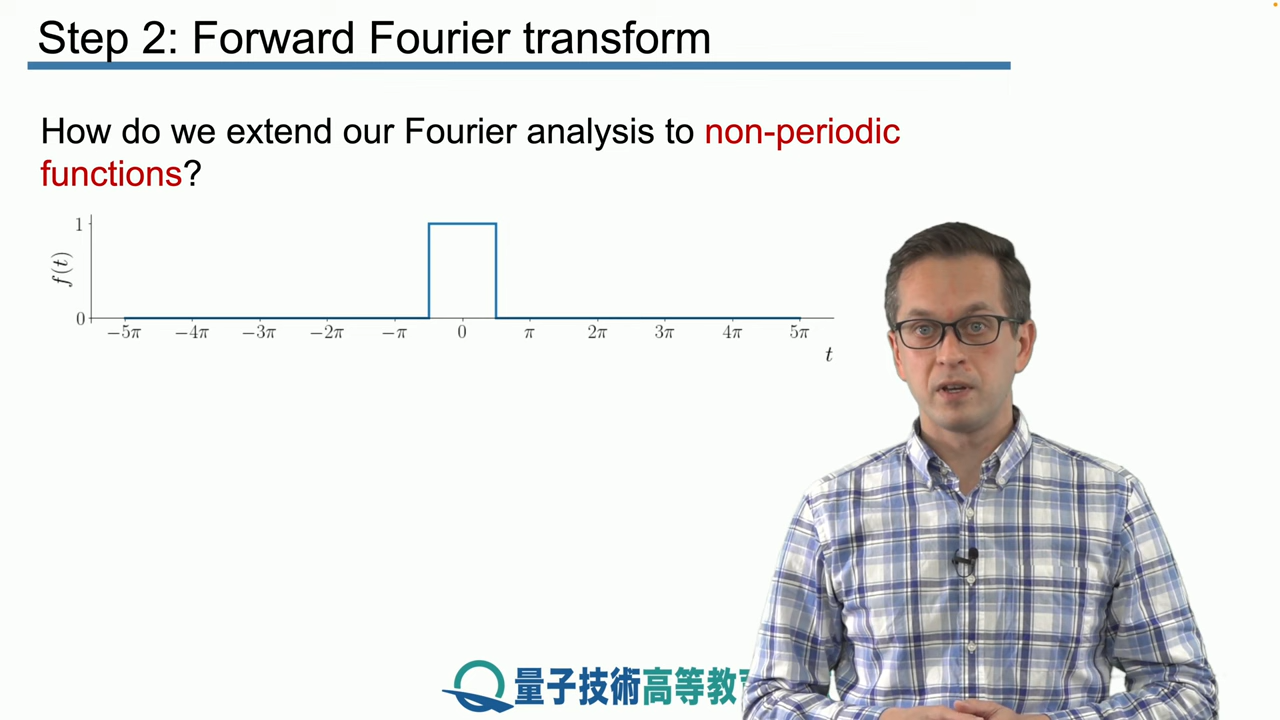 Step 2: Forward Fourier transform
How do we extend our Fourier analysis to non-periodic
functions?
1
f(t)
0
−5π −4π −3π −2π −π 0 π 2π 3π 4π 5π
t
量子技術高等教